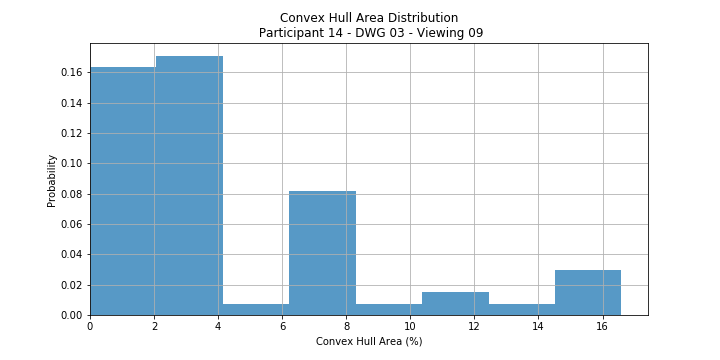 Convex Hull Area Distribution
Participant 14 - DWG 03 - Viewing 09
0.16
0.14
0.12
0.10
0.08
0.06
0.04
0.02
0.00
Probability
0 2 4 6 8 10 12 14 16
Convex Hull Area (%)